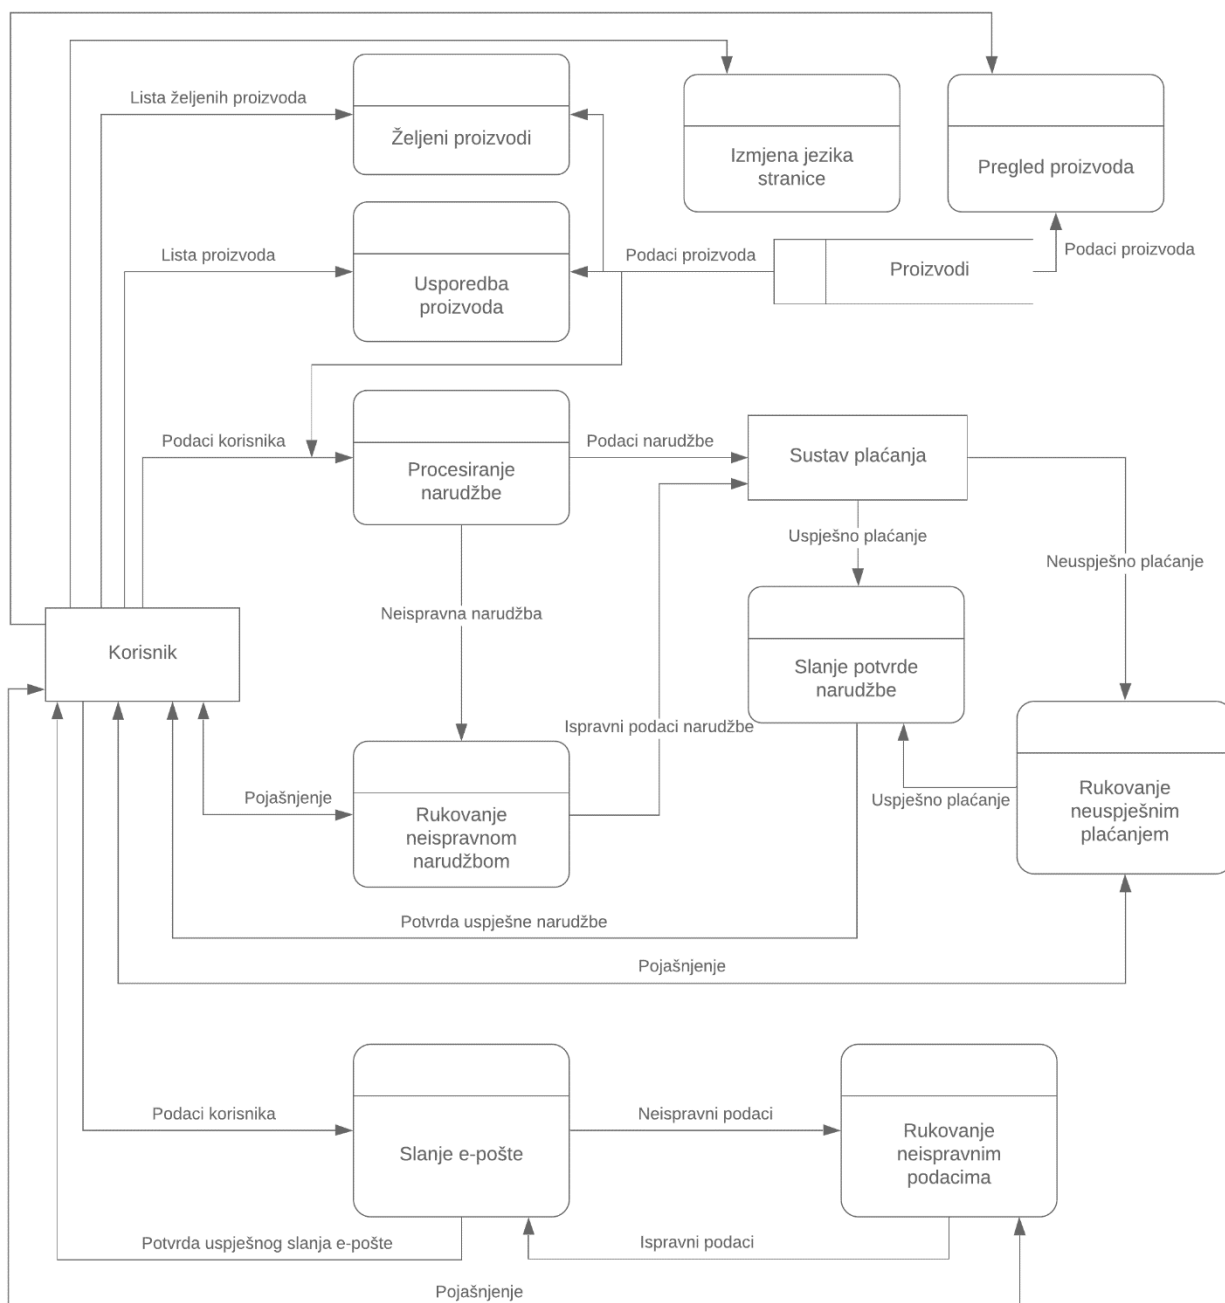 Lista željenih proizvoda
Željeni proizvodi
Izmjena jezika
stranice
Pregled proizvoda
Lista proizvoda
Usporedba
proizvoda
Podaci proizvoda
Proizvodi
Podaci proizvoda
Podaci korisnika
Procesiranje
narudžbe
Podaci narudžbe
Sustav plaćanja
Uspješno plaćanje
Neuspješno plaćanje
Neispravna narudžba
Korisnik
Slanje potvrde
narudžbe
Ispravni podaci narudžbe
Pojašnjenje
Rukovanje
neispravnom
narudžbom
Uspješno plaćanje
Rukovanje
neuspješnim
plaćanjem
Potvrda uspješne narudžbe
Pojašnjenje
Podaci korisnika
Slanje e-pošte
Neispravni podaci
Rukovanje
neispravnim
podacima
Potvrda uspješnog slanja e-pošte
Ispravni podaci
Pojašnjenje